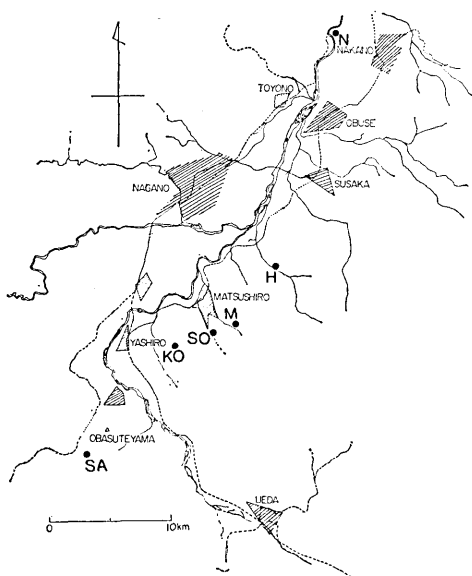 N
NAKANO
TOYONO
OBUSE
NAGANO
SUSAKA
H
MATSUSHIRO
M
SO
YASHIRO
KO
OBASUTEYAMA
SA
UEDA
0 10km